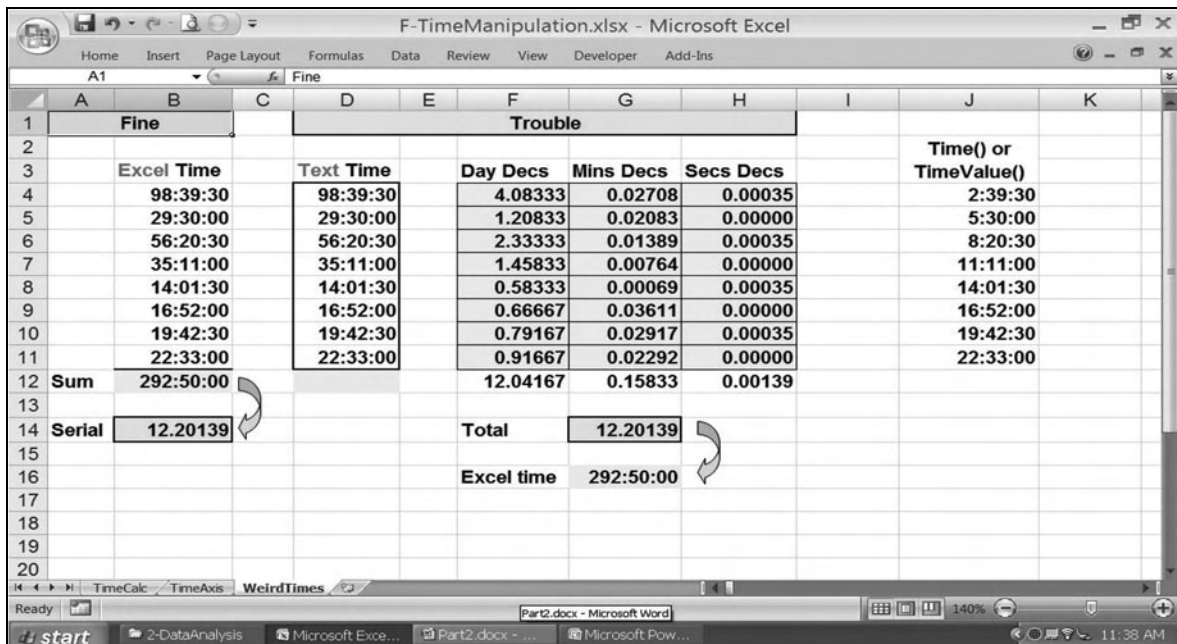 F-TimeManipulation.xlsx - Microsoft Excel
Home Insert Page Layout Formulas Data Review View Developer Add-Ins
A1 fx Fine
A B C D E F G H I J K
1 Fine Trouble
2 Time() or
3 Excel Time Text Time Day Decs Mins Decs Secs Decs TimeValue()
4 98:39:30 98:39:30 4.08333 0.02708 0.00035 2:39:30
5 29:30:00 29:30:00 1.20833 0.02083 0.00000 5:30:00
6 56:20:30 56:20:30 2.33333 0.01389 0.00035 8:20:30
7 35:11:00 35:11:00 1.45833 0.00764 0.00000 11:11:00
8 14:01:30 14:01:30 0.58333 0.00069 0.00035 14:01:30
9 16:52:00 16:52:00 0.66667 0.03611 0.00000 16:52:00
10 19:42:30 19:42:30 0.79167 0.02917 0.00035 19:42:30
11 22:33:00 22:33:00 0.91667 0.02292 0.00000 22:33:00
12 Sum 292:50:00 12.04167 0.15833 0.00139
13
14 Serial 12.20139 Total 12.20139
15
16 Excel time 292:50:00
17
18
19
20
TimeCalc TimeAxis WeirdTimes
Ready Part2.docx - Microsoft Word 140%
start 2-DataAnalysis Microsoft Exce... Part2.docx - ... Microsoft Pow... 11:38 AM